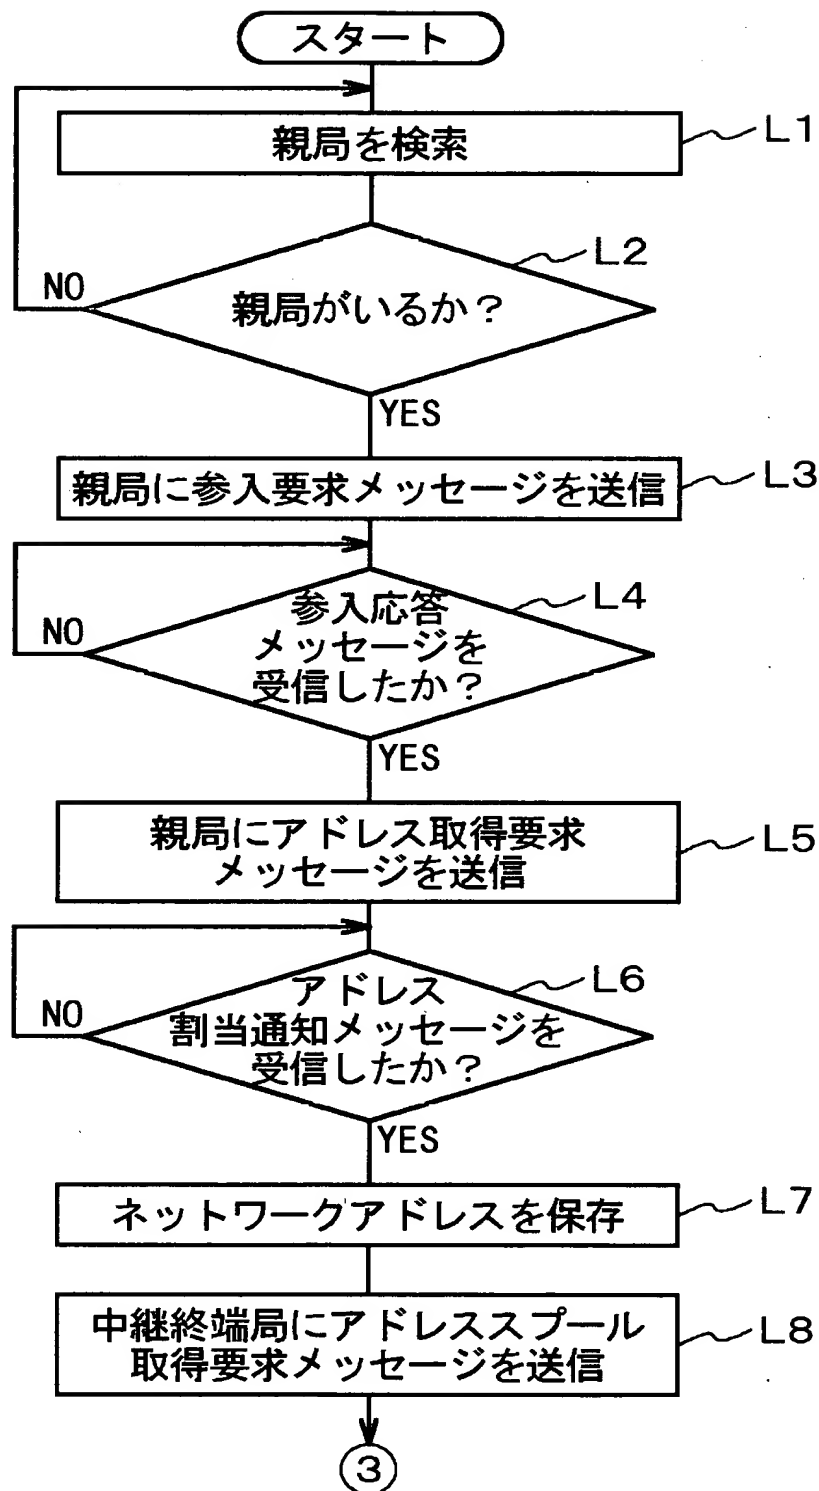 スタート
親局を検索
L1
親局がいるか？
L2
NO
YES
親局に参入要求メッセージを送信
L3
参入応答
メッセージを
受信したか？
L4
NO
YES
親局にアドレス取得要求
メッセージを送信
L5
アドレス
割当通知メッセージを
受信したか？
L6
NO
YES
ネットワークアドレスを保存
L7
中継終端局にアドレススプール
取得要求メッセージを送信
L8
3